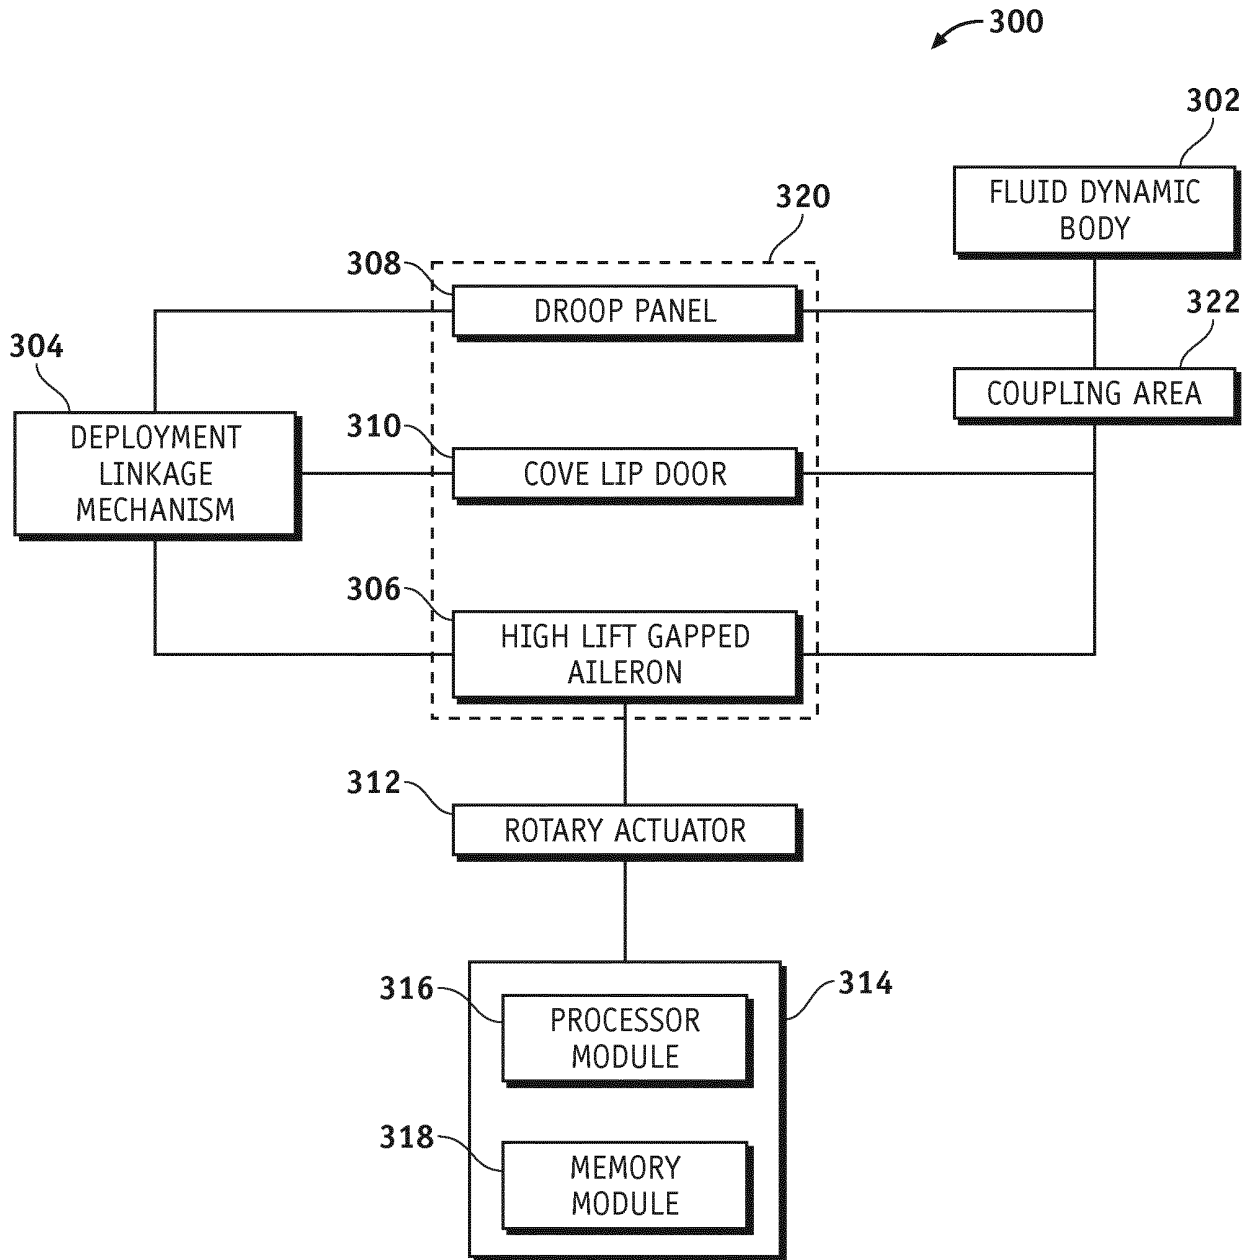 300
302
FLUID DYNAMIC
BODY
320
308
DROOP PANEL
322
COUPLING AREA
304
DEPLOYMENT
LINKAGE
MECHANISM
310
COVE LIP DOOR
306
HIGH LIFT GAPPED
AILERON
312
ROTARY ACTUATOR
314
316
PROCESSOR
MODULE
318
MEMORY
MODULE